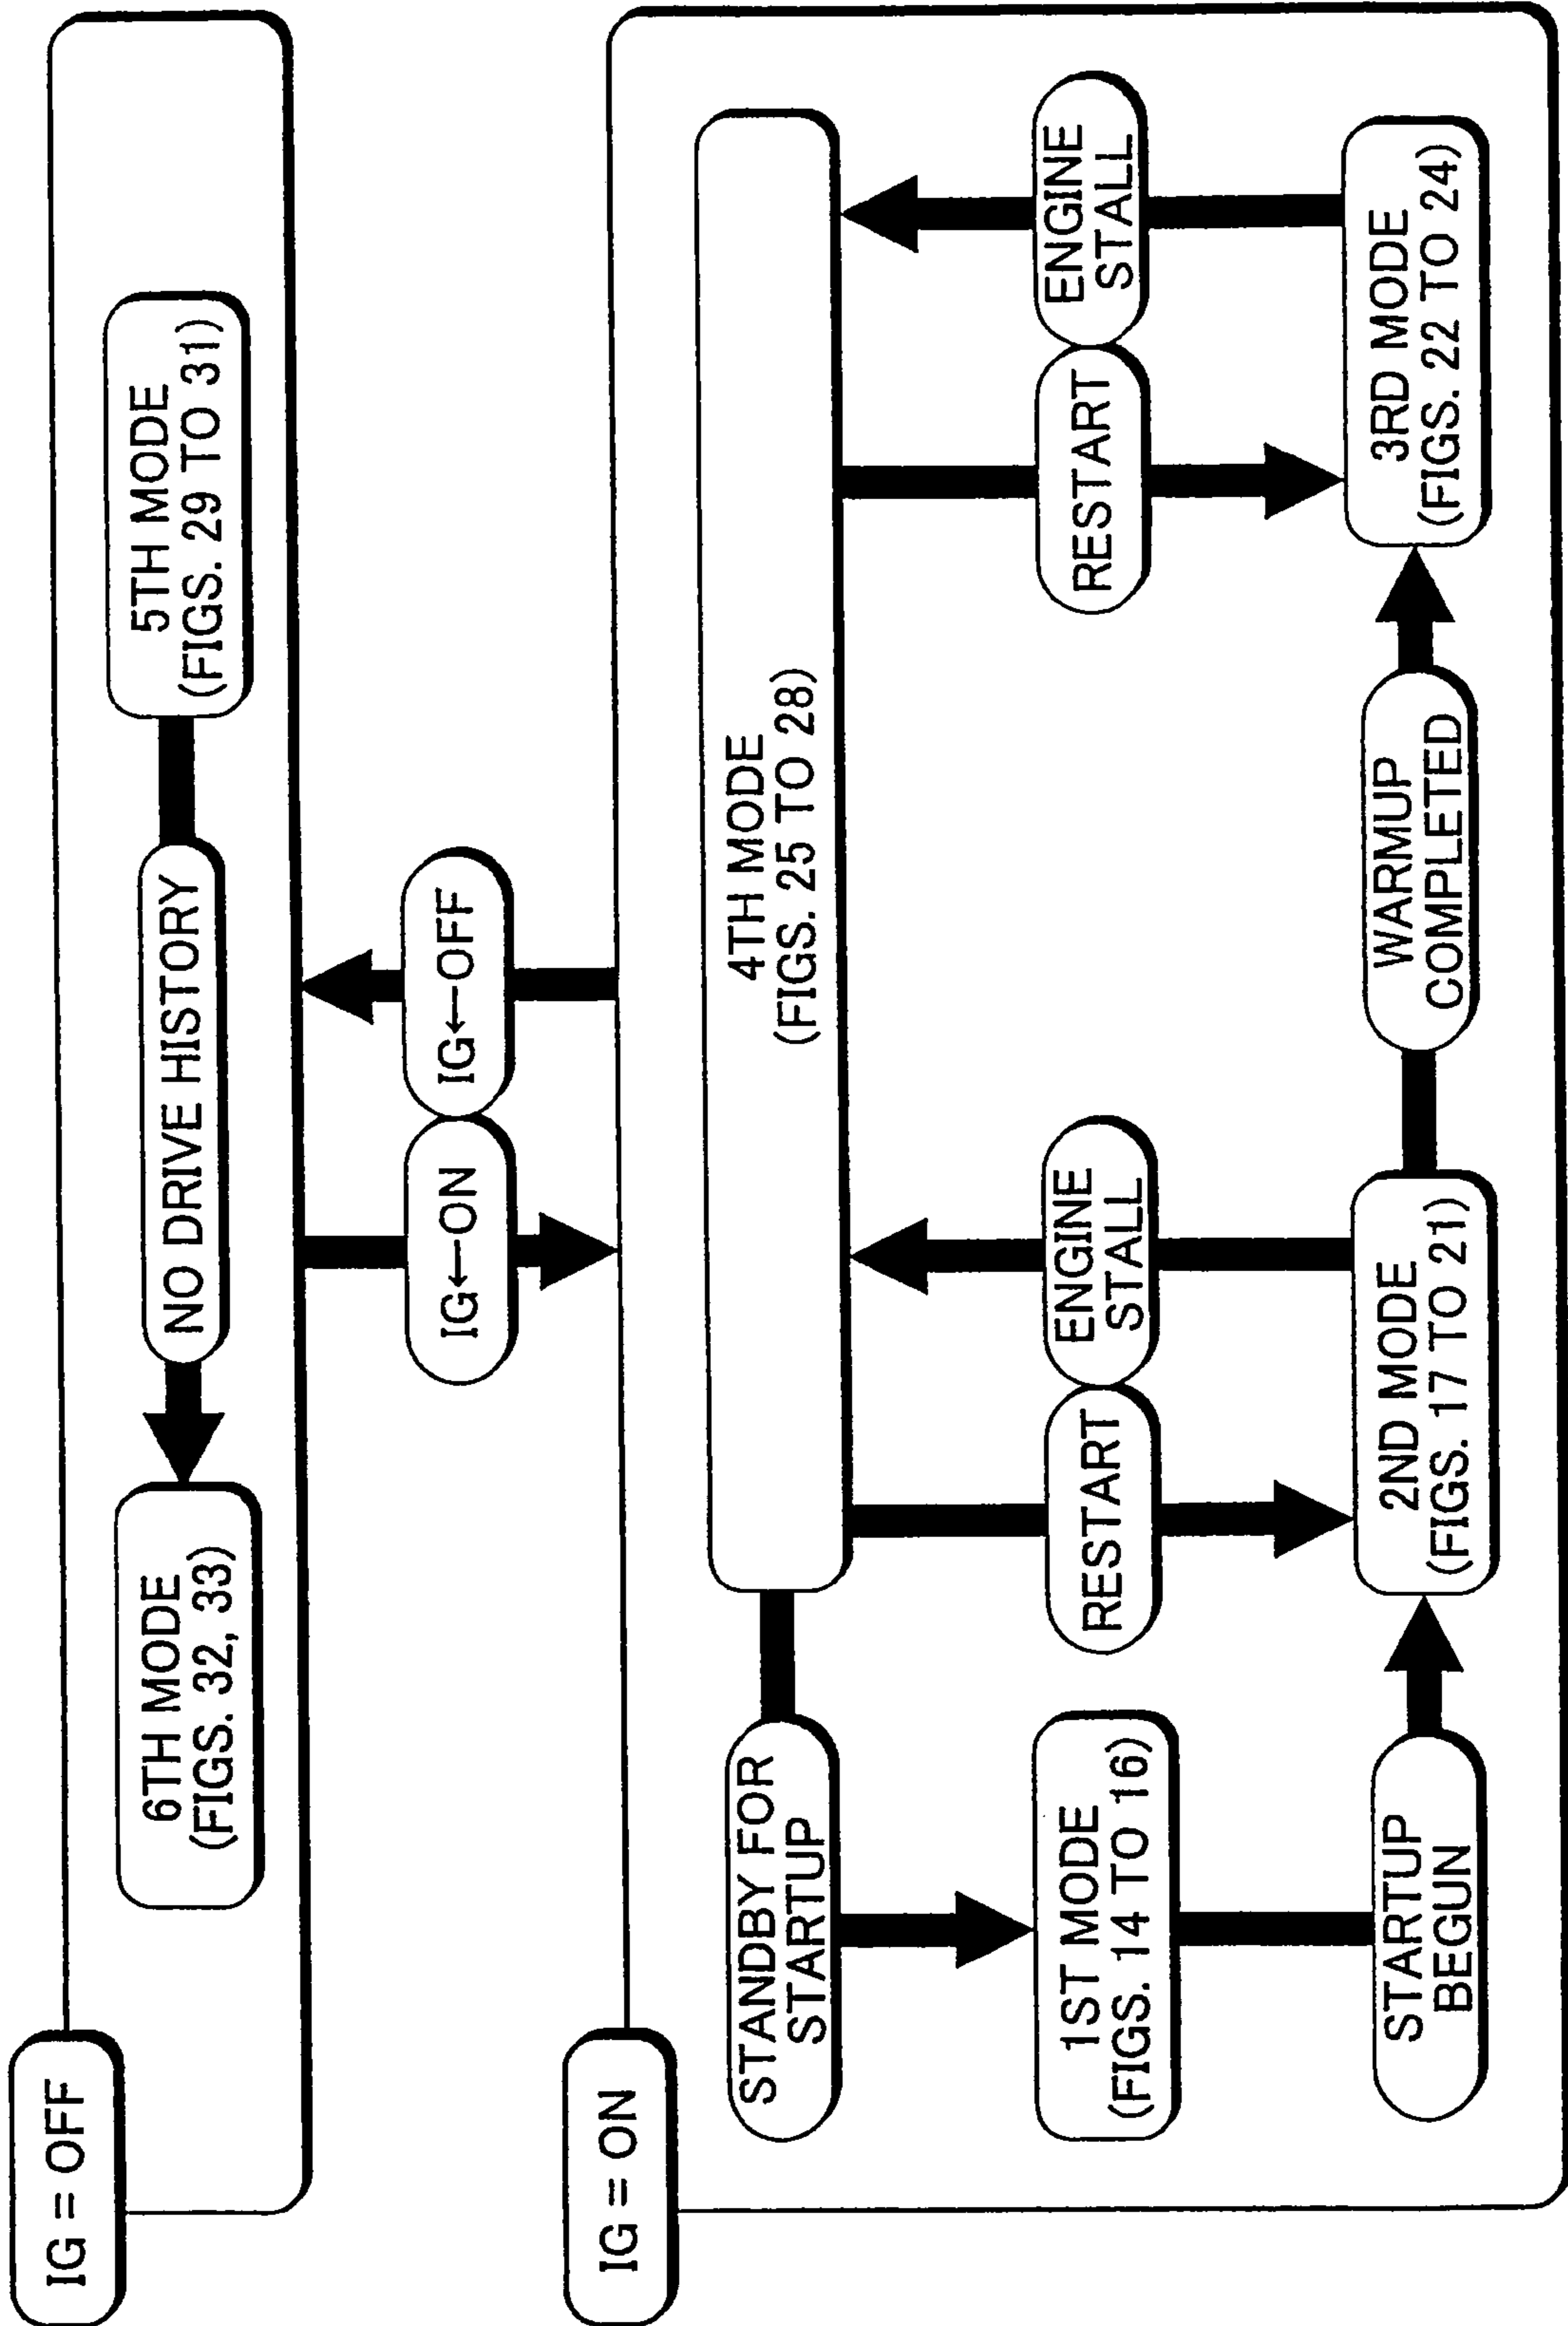 IG = OFF
6TH MODE
(FIGS. 32, 33)
NO DRIVE HISTORY
5TH MODE
(FIGS. 29 TO 31)
IG←ON
IG←OFF
IG = ON
STANDBY FOR
STARTUP
4TH MODE
(FIGS. 25 TO 28)
1ST MODE
(FIGS. 14 TO 16)
RESTART
ENGINE
STALL
RESTART
ENGINE
STALL
STARTUP
BEGUN
2ND MODE
(FIGS. 17 TO 21)
WARMUP
COMPLETED
3RD MODE
(FIGS. 22 TO 24)